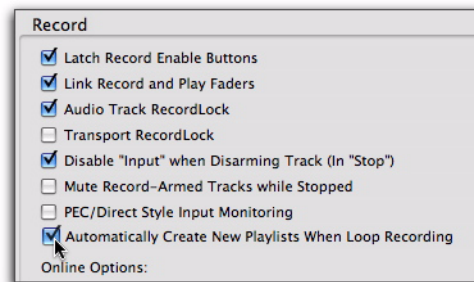 Record
Latch Record Enable Buttons
Link Record and Play Faders
Audio Track RecordLock
Transport RecordLock
Disable "Input" when Disarming Track (In "Stop")
Mute Record-Armed Tracks while Stopped
PEC/Direct Style Input Monitoring
Automatically Create New Playlists When Loop Recording
Online Options: